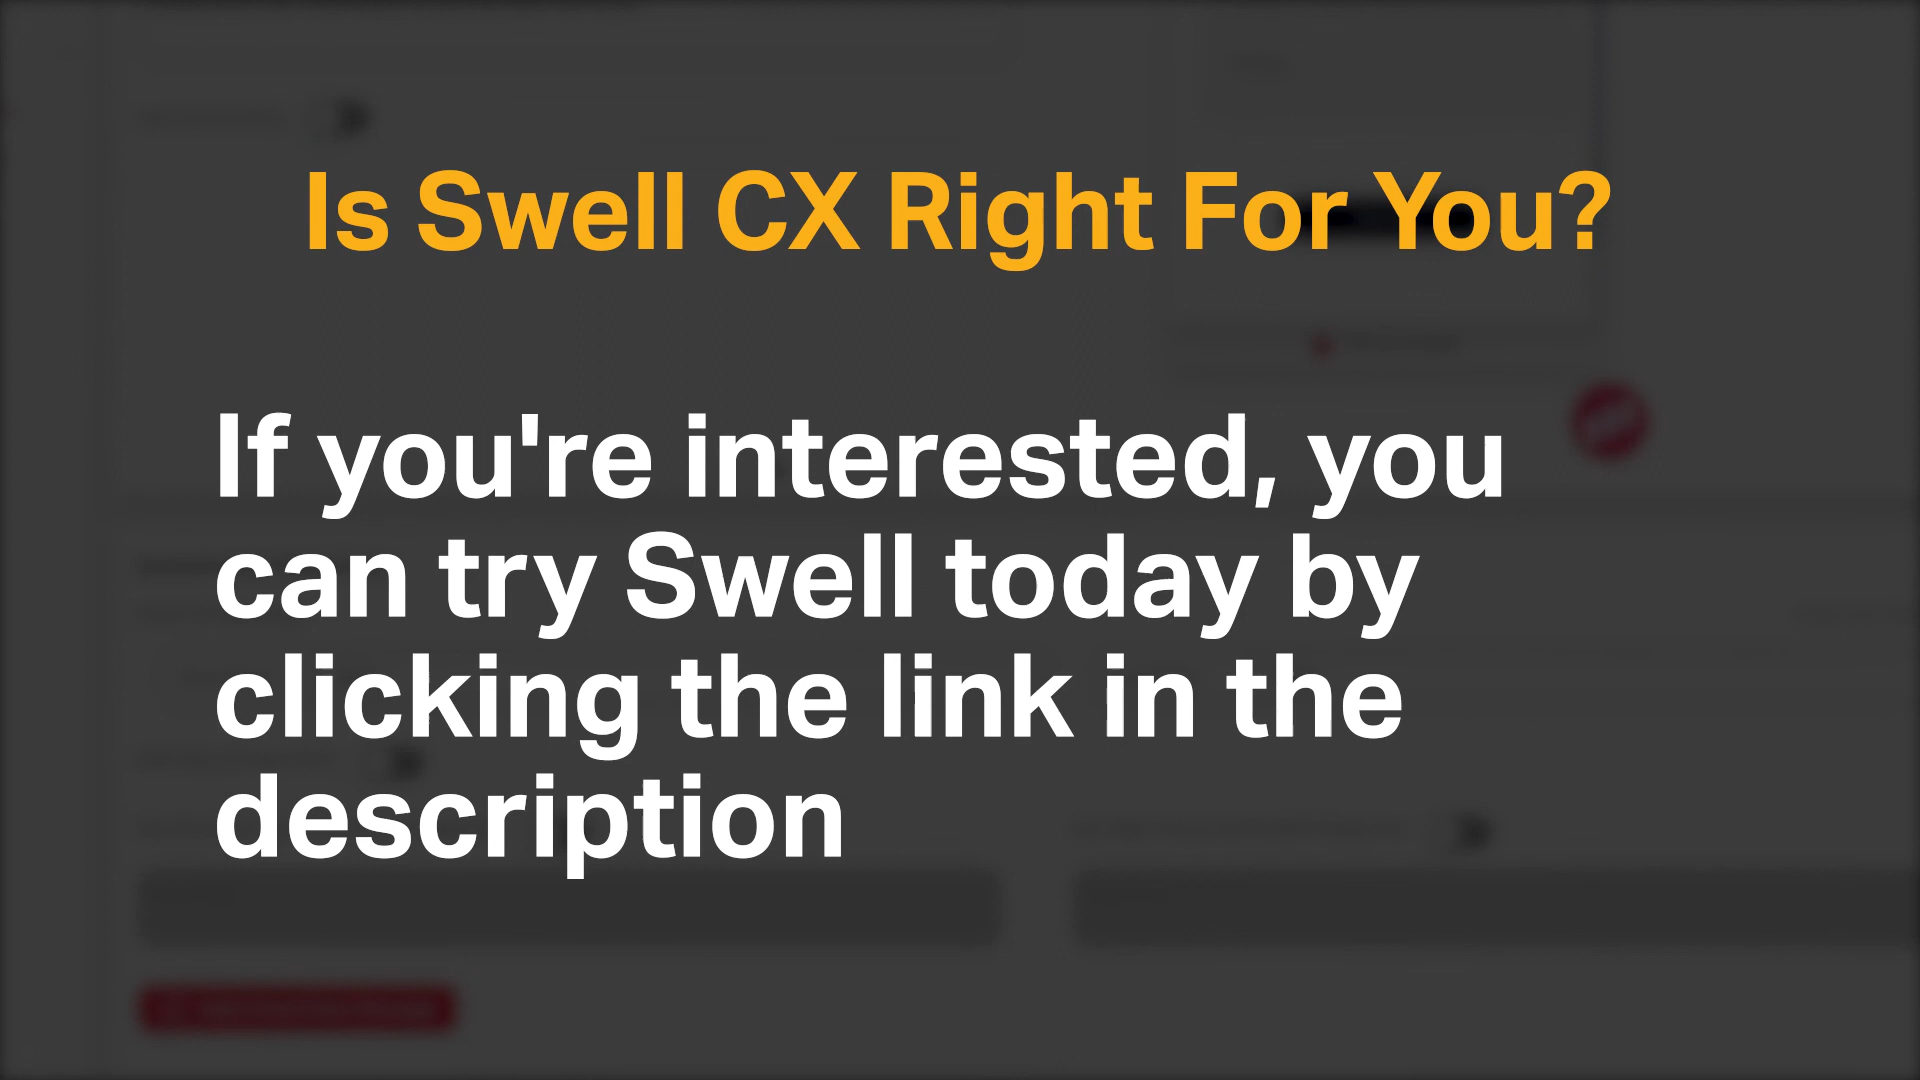 Is Swell CX Right For You?
If you're interested, you
can try Swell today by
clicking the link in the
description